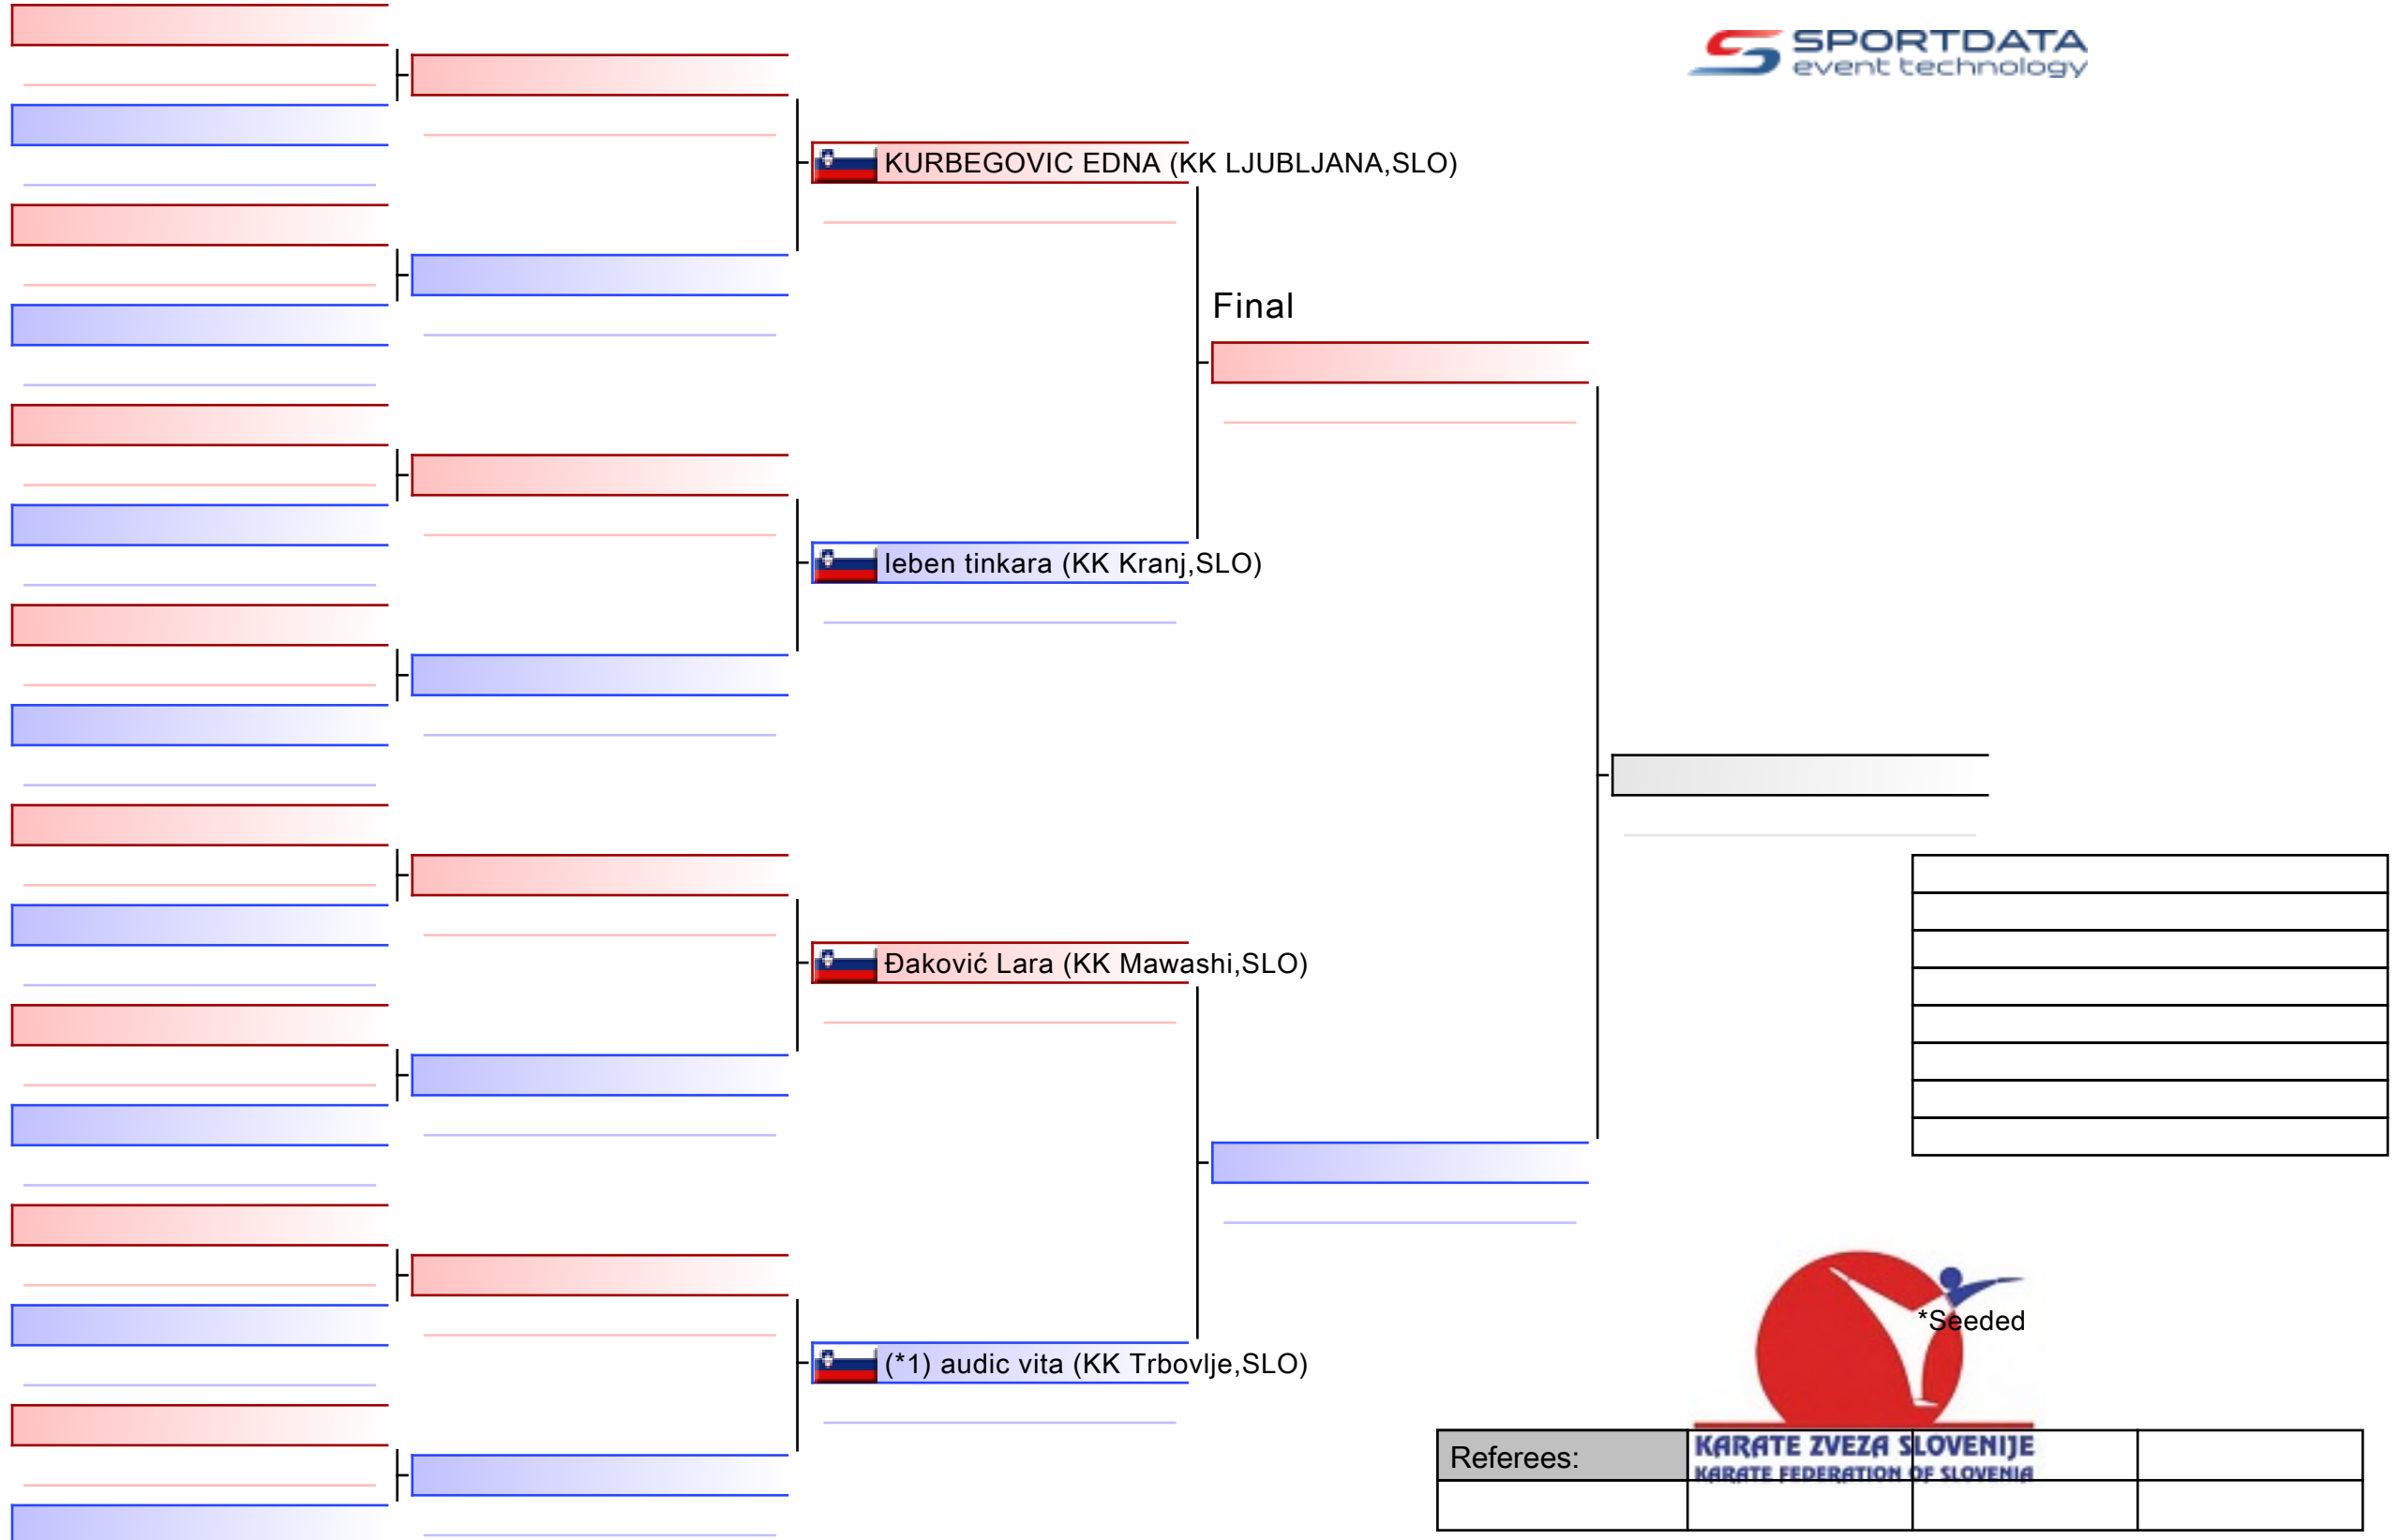 SPORTDATA
event technology
KURBEGOVIC EDNA (KK LJUBLJANA,SLO)
Final
leben tinkara (KK Kranj,SLO)
Đaković Lara (KK Mawashi,SLO)
(*1) audic vita (KK Trbovlje,SLO)
*Seeded
Referees:
KARATE ZVEZA SLOVENIJE
KARATE FEDERATION OF SLOVENIA